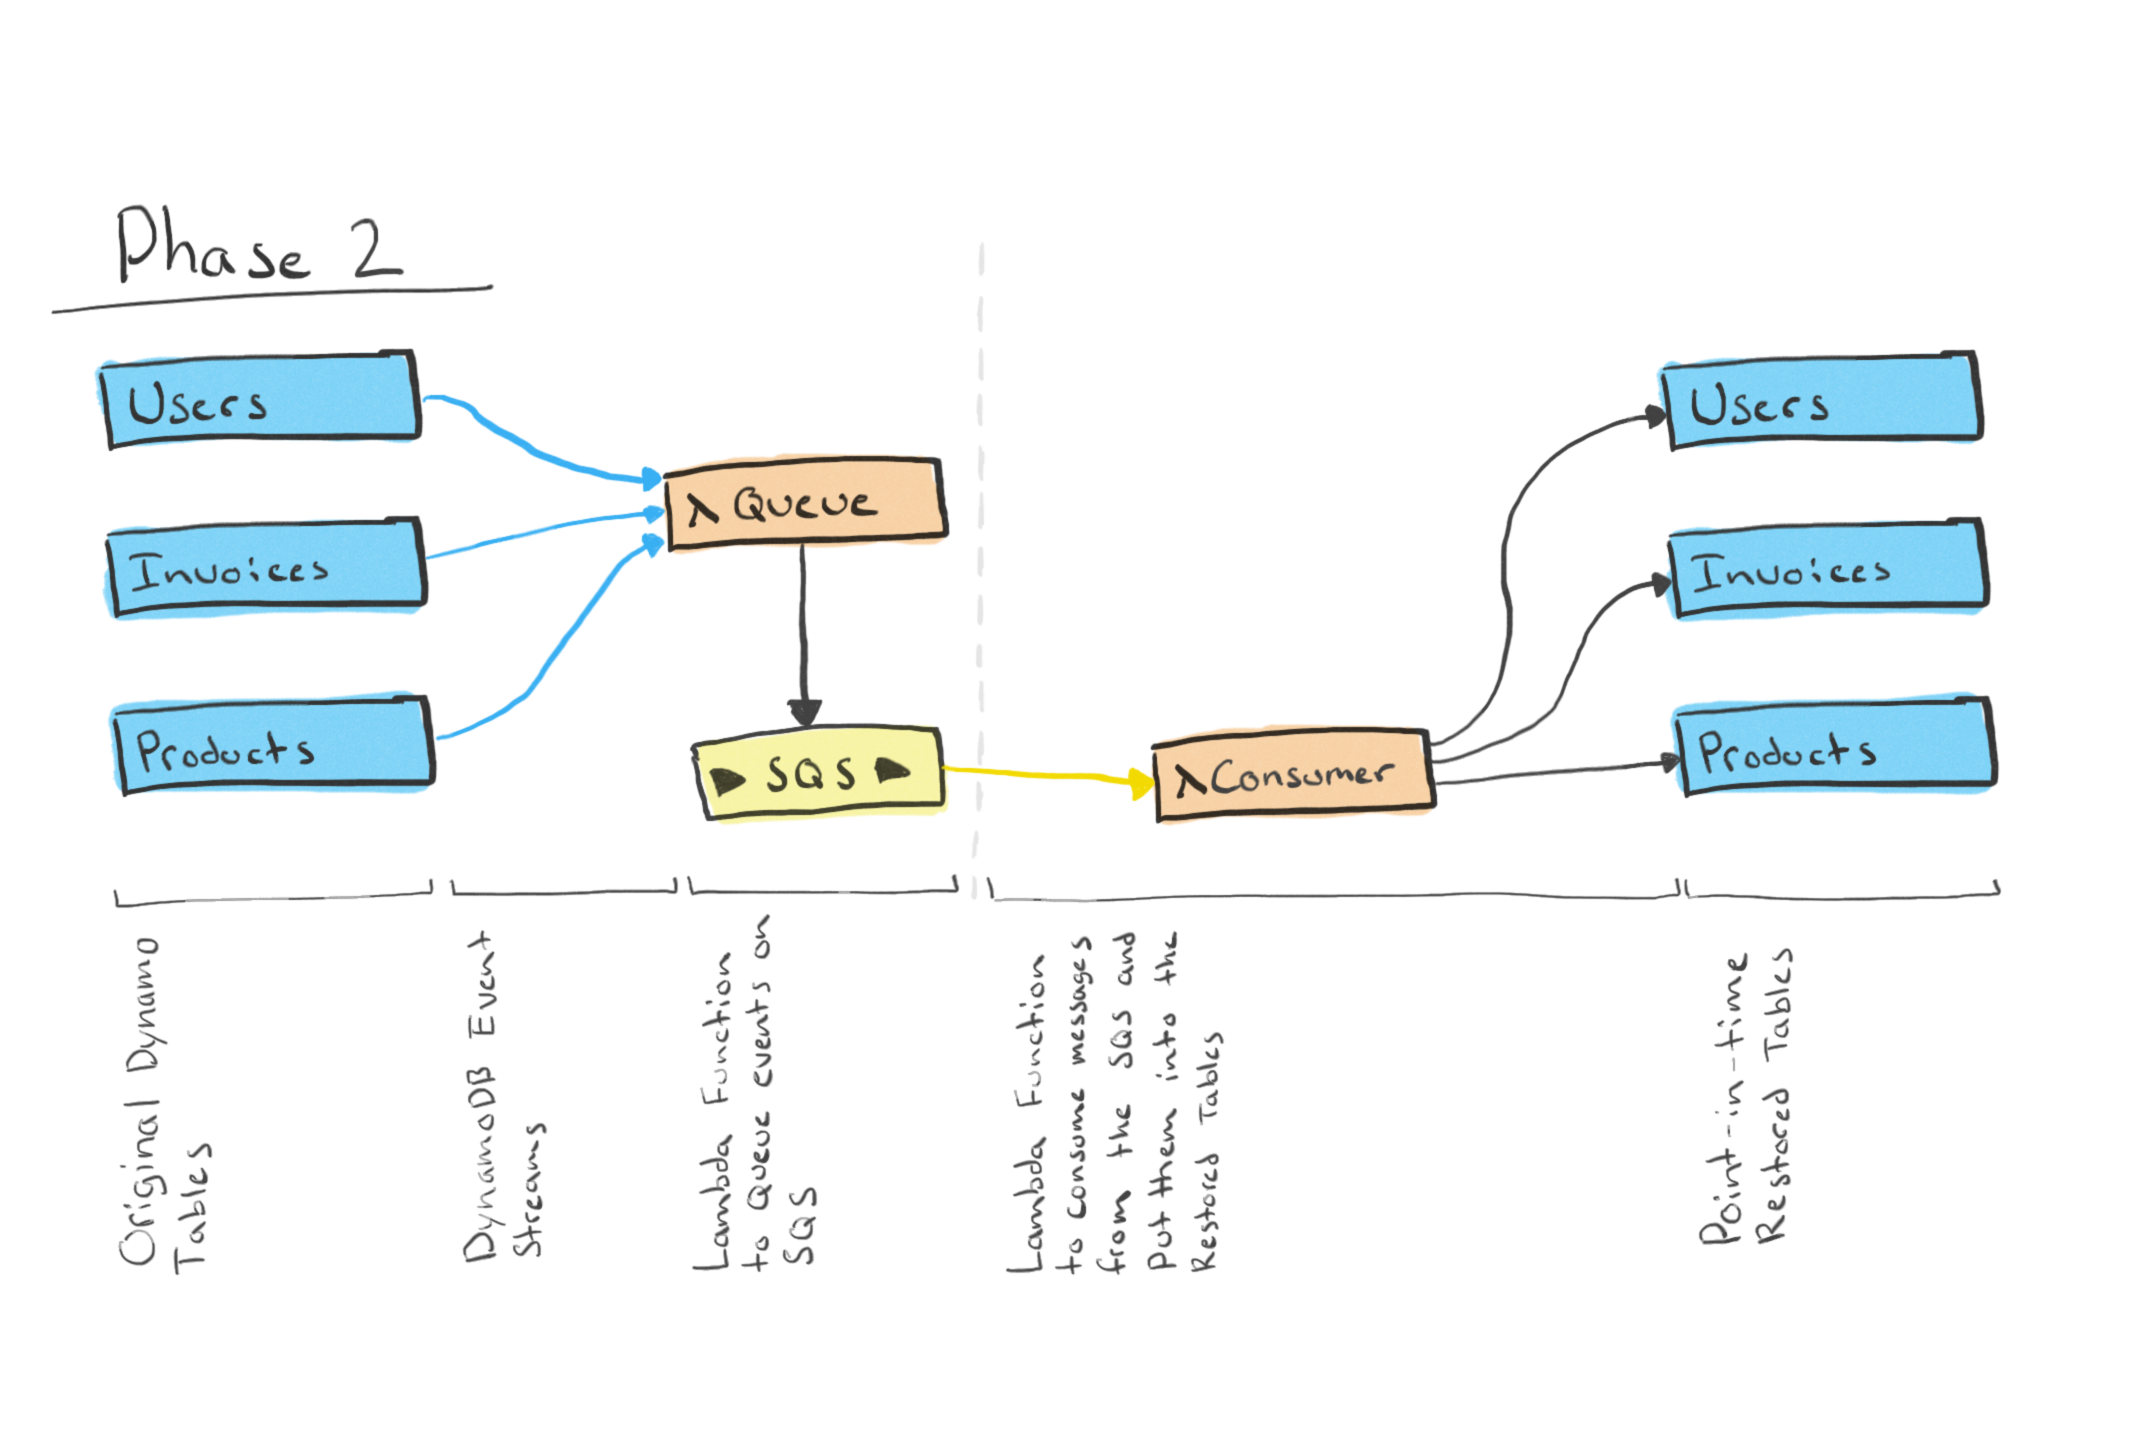 Phase 2
Users
Invoices
Products
λ Queue
SQS
λ Consumer
Users
Invoices
Products
Original Dynamo
Tables
DynamoDB Event
Streams
Lambda Function
to Queue events on
SQS
Lambda Function
to consume messages
from the SQS and
put them into the
Restored Tables
Point-in-time
Restored Tables